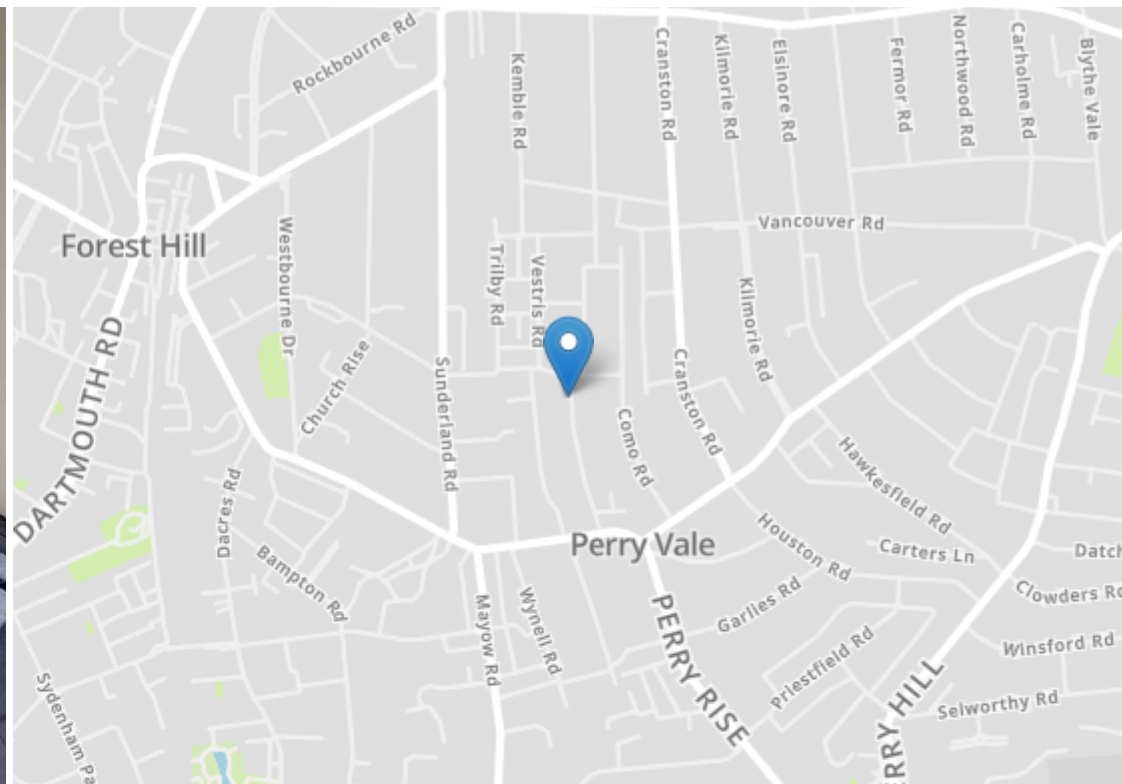 Rockbourne Rd
Kemble Rd
Cranston Rd
Kilmorie Rd
Elsinore Rd
Fermor Rd
Northwood Rd
Carholme Rd
Blythe Vale
Forest Hill
Westbourne Dr
Trilby Rd
Vestris Rd
Vancouver Rd
Kilmorie Rd
DARTMOUTH RD
Church Rise
Sunderland Rd
Como Rd
Cranston Rd
Hawkesfield Rd
Dacres Rd
Bampton Rd
Perry Vale
Houston Rd
Carters Ln
Datch
Clowders Rd
Mayow Rd
Wynell Rd
PERRY RISE
Garlies Rd
Priestfield Rd
Winsford Rd
Selworthy Rd
Sydenham Pa
RRY HILL